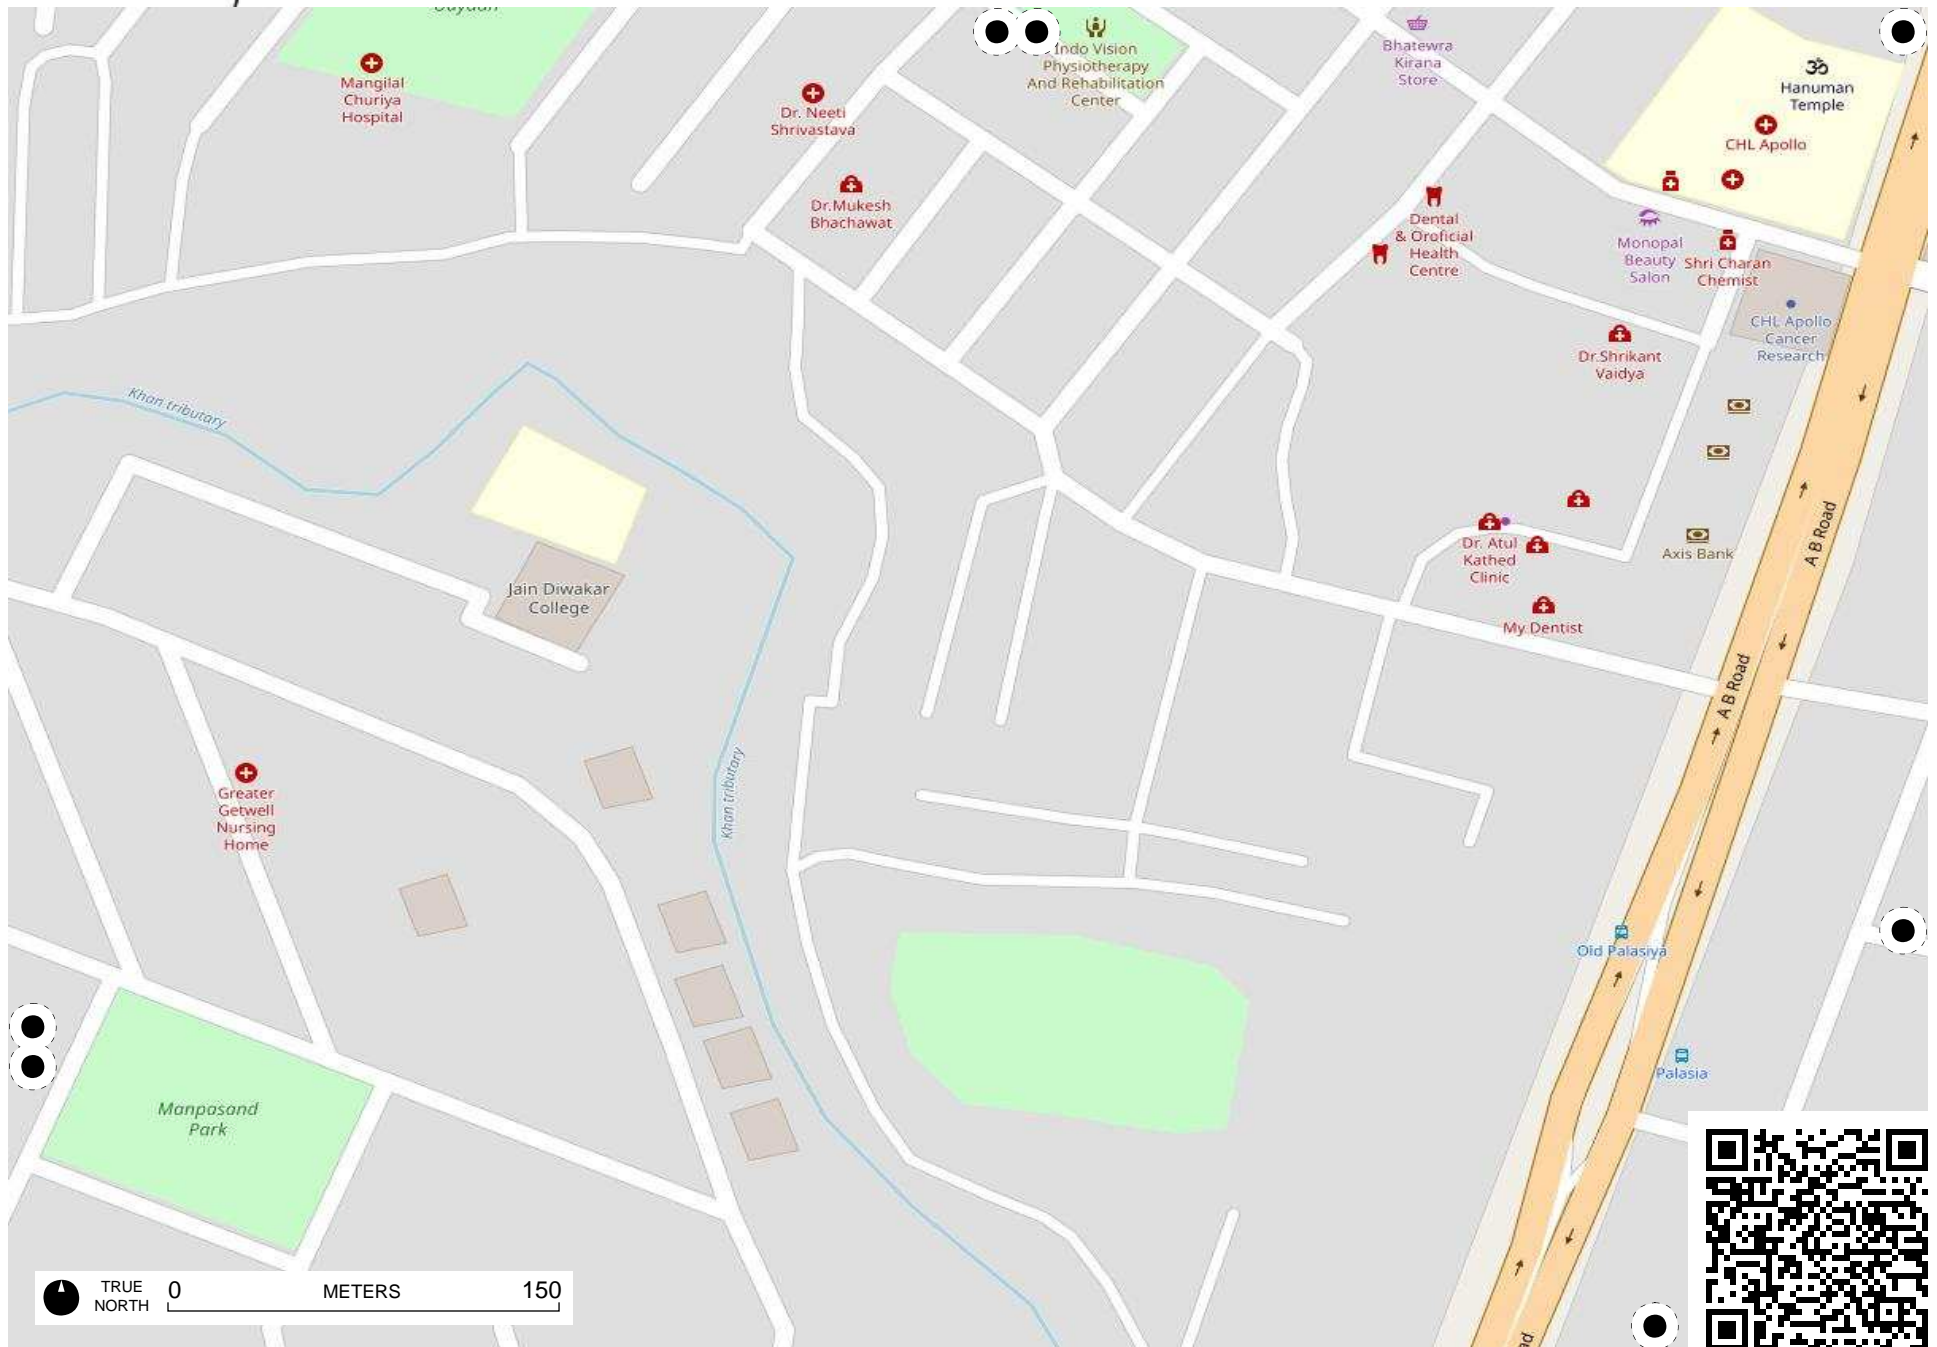 Indo Vision
Physiotherapy
And Rehabilitation
Center
Bhatewra
Kirana
Store
Hanuman
Temple
Mangilal
Churiya
Hospital
Dr. Neeti
Shrivastava
CHL Apollo
Dr.Mukesh
Bhachawat
Dental
& Oroficial
Health
Centre
Monopal
Beauty
Salon
Shri Charan
Chemist
CHL Apollo
Cancer
Research
Dr.Shrikant
Vaidya
Khan tributary
A B Road
Axis Bank
Dr. Atul
Kathed
Clinic
Jain Diwakar
College
My Dentist
A B Road
Khan tributary
Greater
Getwell
Nursing
Home
Old Palasiya
Palasia
Manpasand
Park
TRUE
NORTH
0 METERS 150